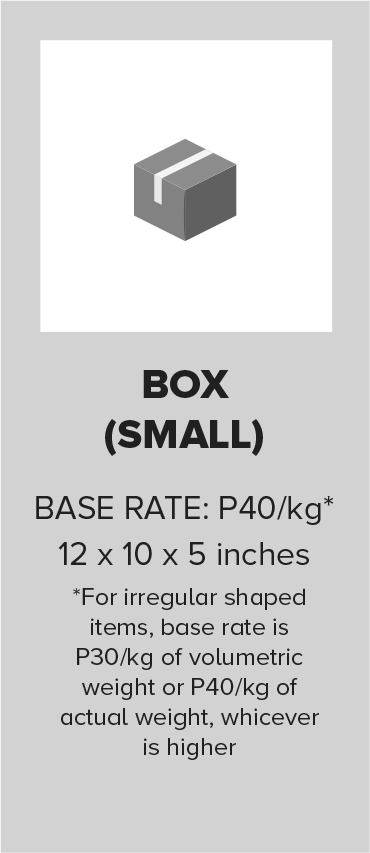 BOX
(SMALL)
BASE RATE: P40/kg*
12 x 10 x 5 inches
*For irregular shaped
items, base rate is
P30/kg of volumetric
weight or P40/kg of
actual weight, whicever
is higher